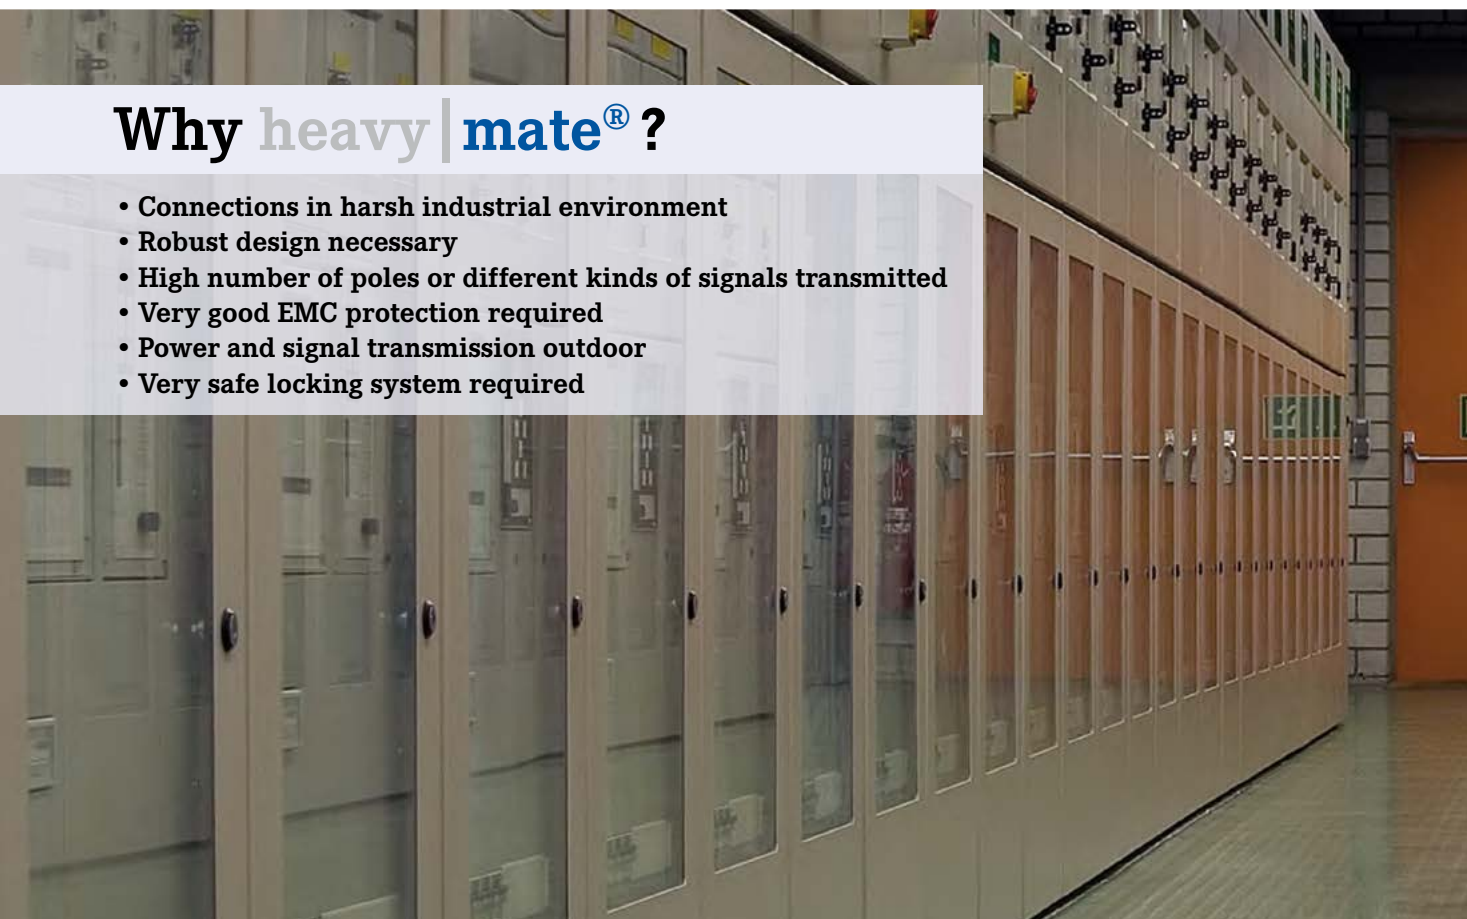 Why heavy|mate® ?
• Connections in harsh industrial environment
• Robust design necessary
• High number of poles or different kinds of signals transmitted
• Very good EMC protection required
• Power and signal transmission outdoor
• Very safe locking system required